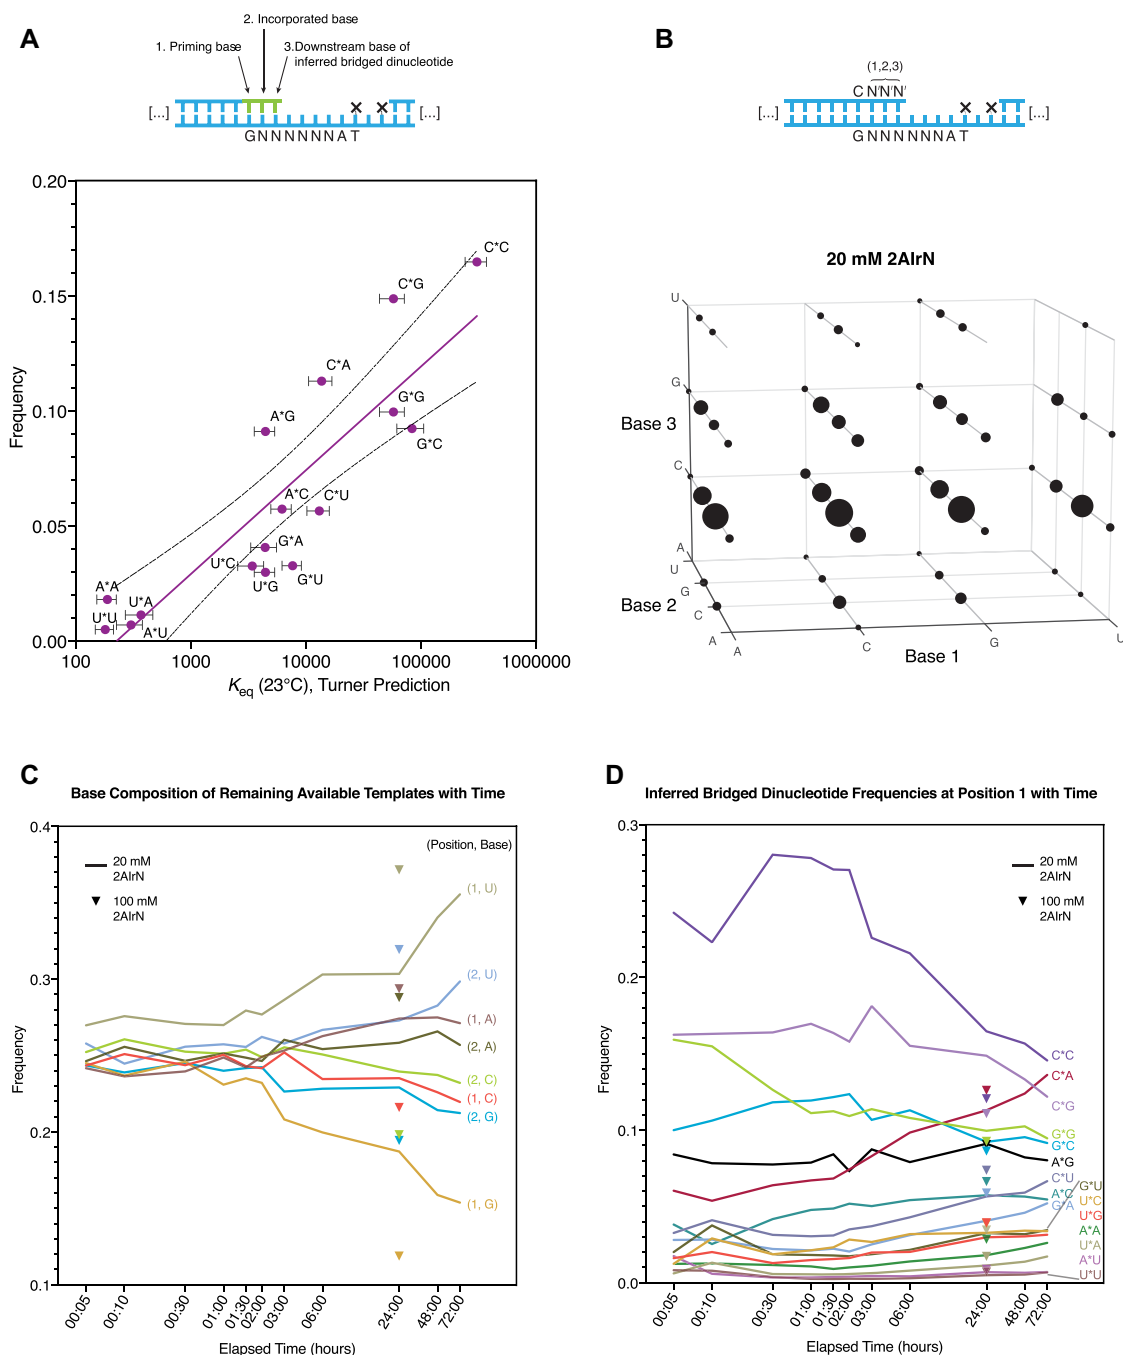 A
2. Incorporated base
1. Priming base
3.Downstream base of
inferred bridged dinucleotide
[...]
[...]
GNNNNNNAT
0.20
0.15
0.10
0.05
0.00
Frequency
C*C
C*G
C*A
G*G
A*G
G*C
A*C
C*U
G*A
U*C
U*G
G*U
A*A
U*A
U*U
A*U
100
1000
10000
100000
1000000
Keq (23°C), Turner Prediction
B
(1,2,3)
C N'N'N'
[...]
[...]
GNNNNNNAT
20 mM 2AIrN
U
G
Base 3
C
A
U
G
Base 2
C
A
A
C
G
U
Base 1
C
Base Composition of Remaining Available Templates with Time
0.4
0.3
0.2
0.1
Frequency
(Position, Base)
20 mM
2AIrN
100 mM
2AIrN
(1, U)
(2, U)
(1, A)
(2, A)
(2, C)
(1, C)
(2, G)
(1, G)
00:05
00:10
00:30
01:00
01:30
02:00
03:00
06:00
24:00
48:00
72:00
Elapsed Time (hours)
D
Inferred Bridged Dinucleotide Frequencies at Position 1 with Time
0.3
0.2
0.1
0.0
Frequency
20 mM
2AIrN
100 mM
2AIrN
C*C
C*A
C*G
G*G
G*C
A*G
C*U
G*U
A*C
U*C
G*A
U*G
A*A
U*A
A*U
U*U
00:05
00:10
00:30
01:00
01:30
02:00
03:00
06:00
24:00
48:00
72:00
Elapsed Time (hours)